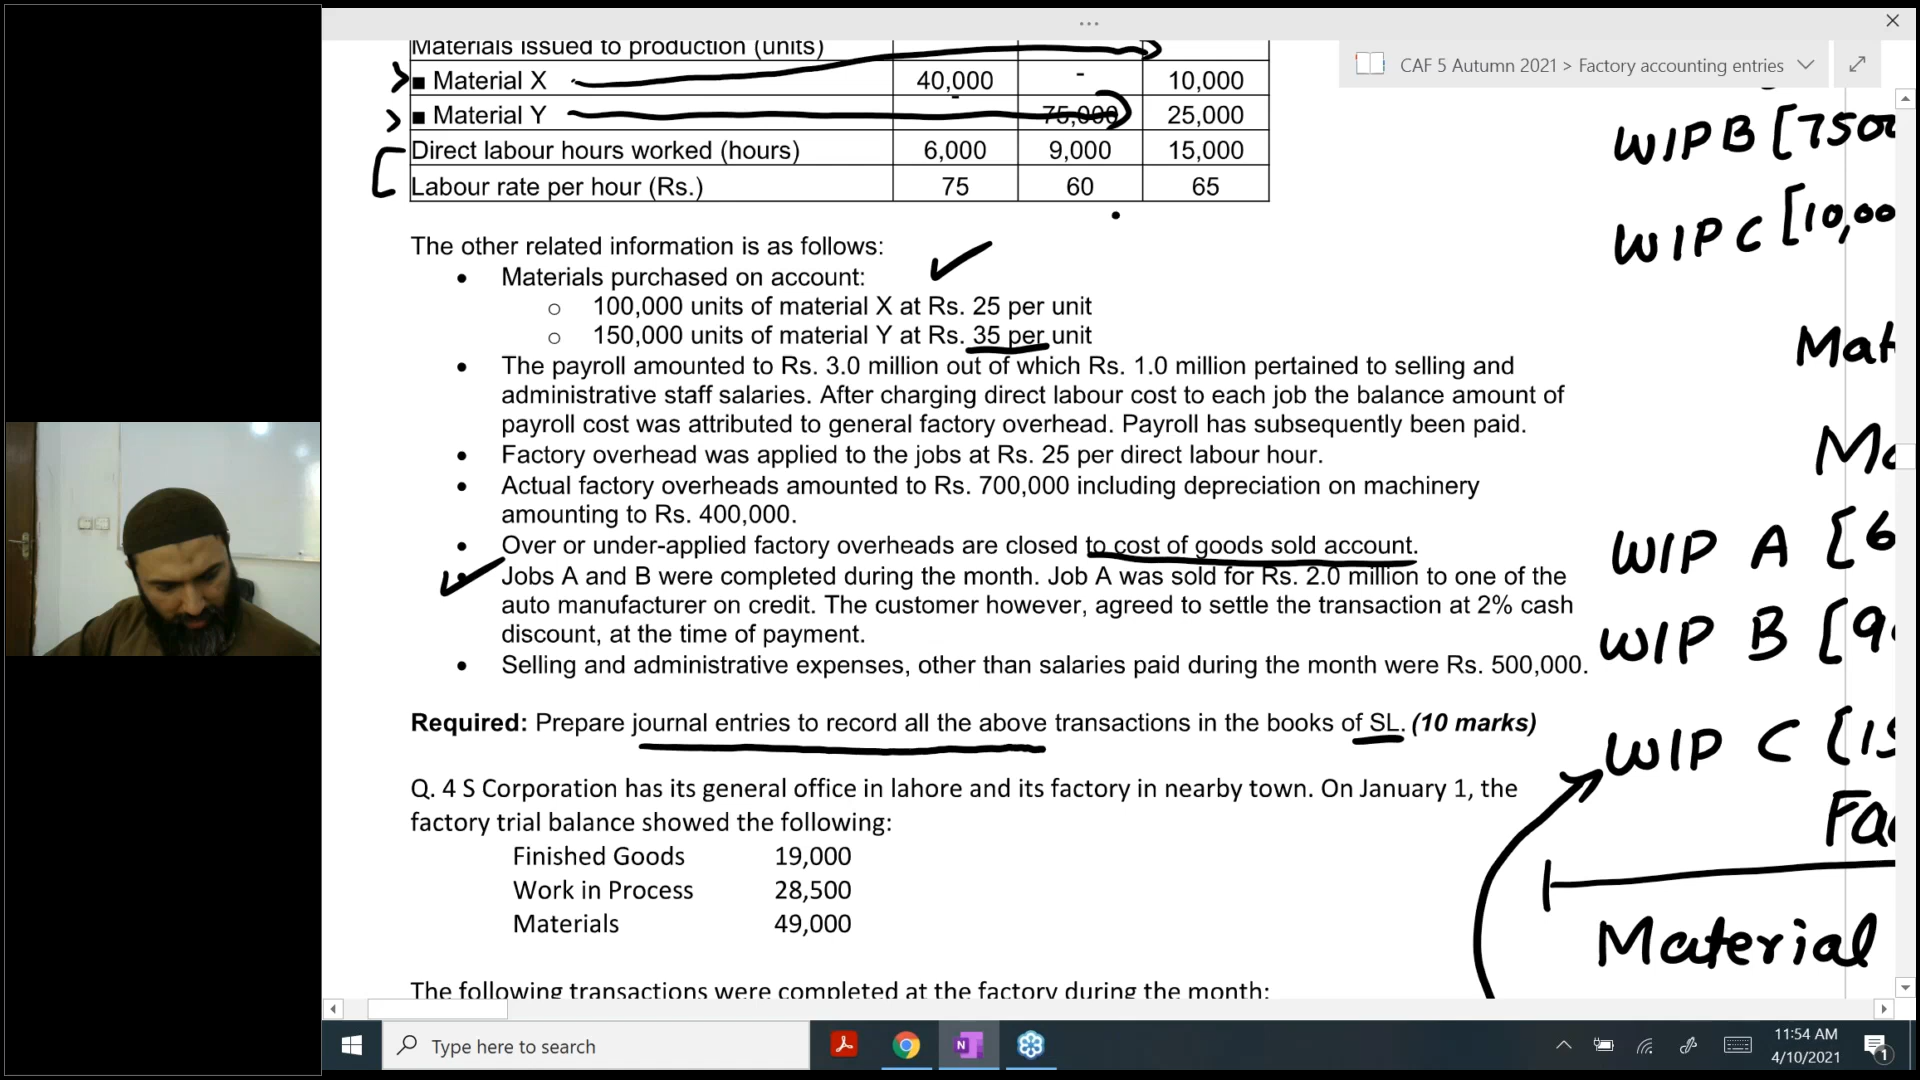 ...
Materials issued to production (units)
■ Material X 40,000 - 10,000
■ Material Y - 75,000 25,000
Direct labour hours worked (hours) 6,000 9,000 15,000
Labour rate per hour (Rs.) 75 60 65
The other related information is as follows:
• Materials purchased on account:
o 100,000 units of material X at Rs. 25 per unit
o 150,000 units of material Y at Rs. 35 per unit
• The payroll amounted to Rs. 3.0 million out of which Rs. 1.0 million pertained to selling and
administrative staff salaries. After charging direct labour cost to each job the balance amount of
payroll cost was attributed to general factory overhead. Payroll has subsequently been paid.
• Factory overhead was applied to the jobs at Rs. 25 per direct labour hour.
• Actual factory overheads amounted to Rs. 700,000 including depreciation on machinery
amounting to Rs. 400,000.
• Over or under-applied factory overheads are closed to cost of goods sold account.
• Jobs A and B were completed during the month. Job A was sold for Rs. 2.0 million to one of the
auto manufacturer on credit. The customer however, agreed to settle the transaction at 2% cash
discount, at the time of payment.
• Selling and administrative expenses, other than salaries paid during the month were Rs. 500,000.
Required: Prepare journal entries to record all the above transactions in the books of SL. (10 marks)
Q. 4 S Corporation has its general office in lahore and its factory in nearby town. On January 1, the
factory trial balance showed the following:
Finished Goods 19,000
Work in Process 28,500
Materials 49,000
The following transactions were completed at the factory during the month:
CAF 5 Autumn 2021 > Factory accounting entries
WIP B [750
WIP C [10,00
Mat
WIP A [6
WIP B [9
WIP C [15
Fac
Material
Type here to search
11:54 AM
4/10/2021
1